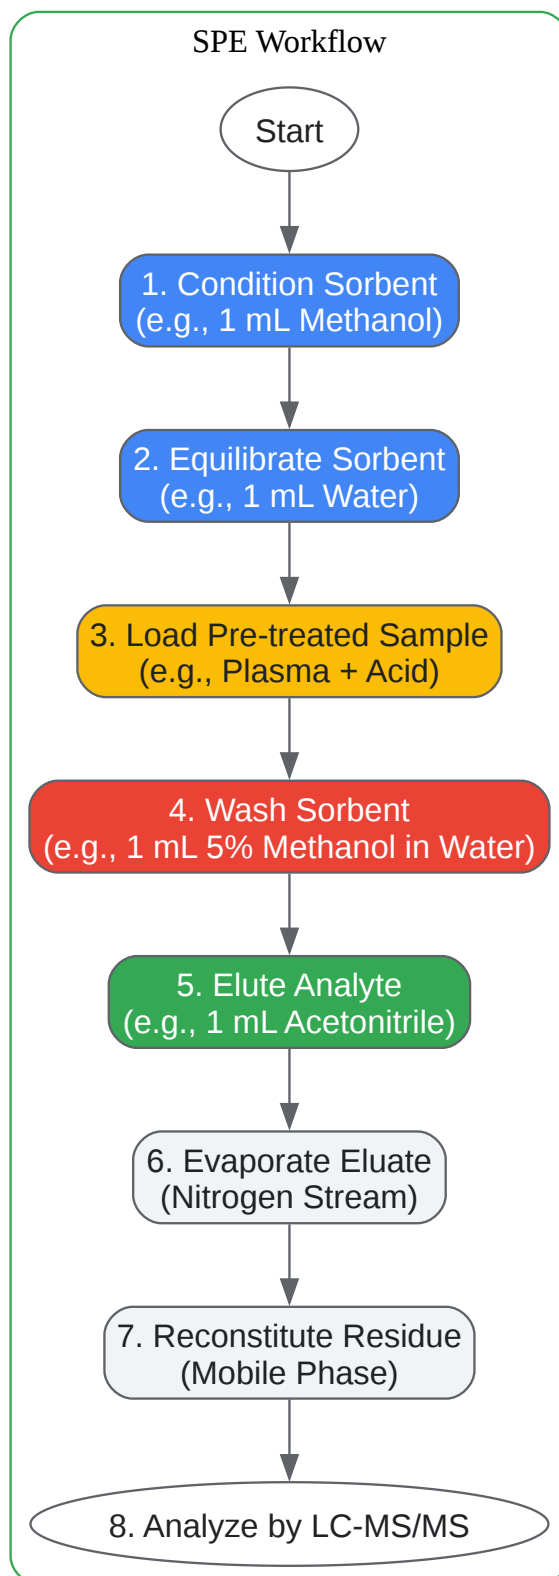 SPE Workflow
Start
1. Condition Sorbent
(e.g., 1 mL Methanol)
2. Equilibrate Sorbent
(e.g., 1 mL Water)
3. Load Pre-treated Sample
(e.g., Plasma + Acid)
4. Wash Sorbent
(e.g., 1 mL 5% Methanol in Water)
5. Elute Analyte
(e.g., 1 mL Acetonitrile)
6. Evaporate Eluate
(Nitrogen Stream)
7. Reconstitute Residue
(Mobile Phase)
8. Analyze by LC-MS/MS